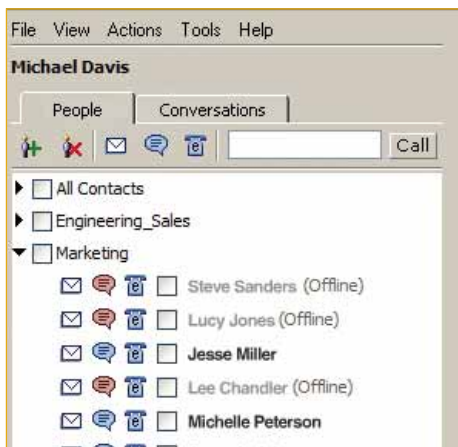 File View Actions Tools Help
Michael Davis
People Conversations
Call
All Contacts
Engineering_Sales
Marketing
Steve Sanders (Offline)
Lucy Jones (Offline)
Jesse Miller
Lee Chandler (Offline)
Michelle Peterson